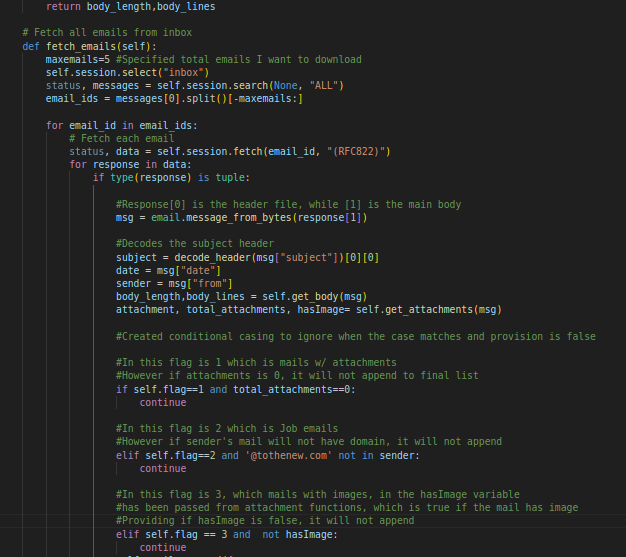 return body_length,body_lines
# Fetch all emails from inbox
def fetch_emails(self):
maxemails=5 #Specified total emails I want to download
self.session.select("inbox")
status, messages = self.session.search(None, "ALL")
email_ids = messages[0].split()[-maxemails:]
for email_id in email_ids:
# Fetch each email
status, data = self.session.fetch(email_id, "(RFC822)")
for response in data:
if type(response) is tuple:
#Response[0] is the header file, while [1] is the main body
msg = email.message_from_bytes(response[1])
#Decodes the subject header
subject = decode_header(msg["subject"])[0][0]
date = msg["date"]
sender = msg["from"]
body_length,body_lines = self.get_body(msg)
attachment, total_attachments, hasImage= self.get_attachments(msg)
#Created conditional casing to ignore when the case matches and provision is false
#In this flag is 1 which is mails w/ attachments
#However if attachments is 0, it will not append to final list
if self.flag==1 and total_attachments==0:
continue
#In this flag is 2 which is Job emails
#However if sender's mail will not have domain, it will not append
elif self.flag==2 and '@tothenew.com' not in sender:
continue
#In this flag is 3, which mails with images, in the hasImage variable
#has been passed from attachment functions, which is true if the mail has image
#Providing if hasImage is false, it will not append
elif self.flag == 3 and  not hasImage:
continue